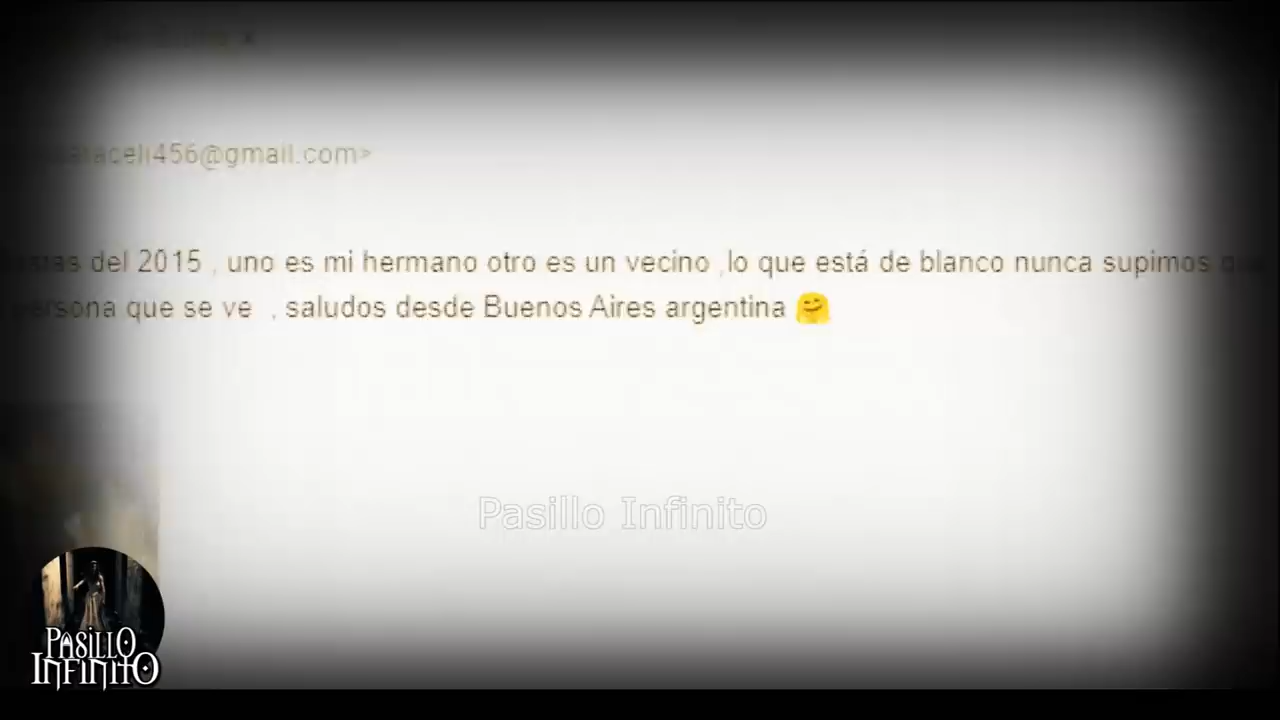 araceli456@gmail.com>
del 2015 , uno es mi hermano otro es un vecino ,lo que está de blanco nunca supimos
persona que se ve , saludos desde Buenos Aires argentina 🤗
Pasillo Infinito
PASILLO
INFINITO